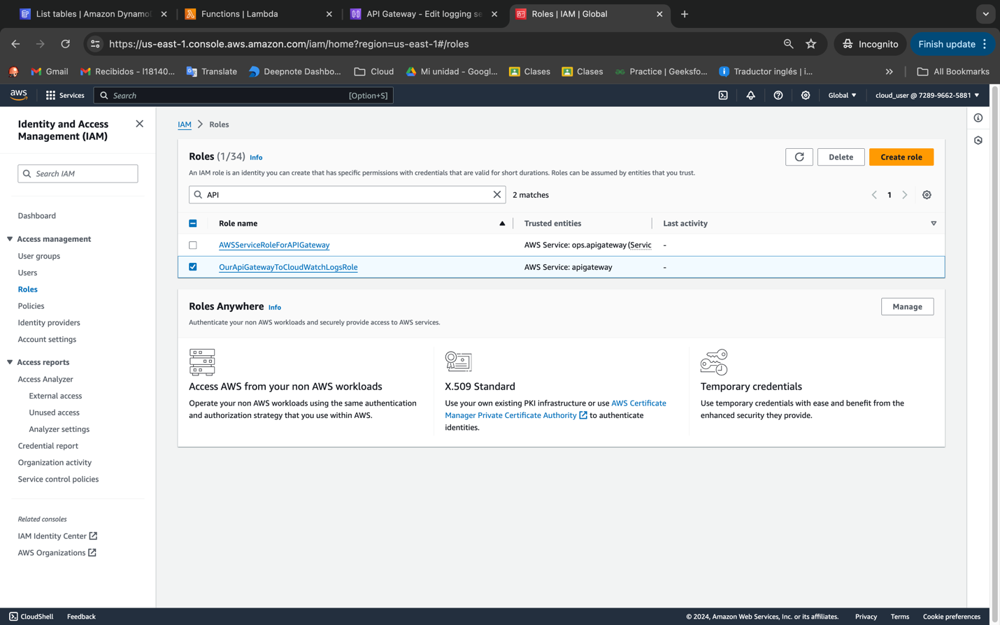 List tables | Amazon Dynamo
Functions | Lambda
API Gateway - Edit logging se
Roles | IAM | Global
https://us-east-1.console.aws.amazon.com/iam/home?region=us-east-1#/roles
Incognito
Finish update
Gmail
Recibidos - l18140...
Translate
Deepnote Dashbo...
Cloud
Mi unidad - Googl...
Clases
Clases
Practice | Geeksfo...
Traductor inglés | i...
All Bookmarks
aws
Services
Search
[Option+S]
Global
cloud_user @ 7289-9662-5881
Identity and Access
Management (IAM)
Search IAM
Dashboard
Access management
User groups
Users
Roles
Policies
Identity providers
Account settings
Access reports
Access Analyzer
External access
Unused access
Analyzer settings
Credential report
Organization activity
Service control policies
Related consoles
IAM Identity Center
AWS Organizations
IAM > Roles
Roles (1/34) Info
Delete
Create role
An IAM role is an identity you can create that has specific permissions with credentials that are valid for short durations. Roles can be assumed by entities that you trust.
API
2 matches
1
Role name
Trusted entities
Last activity
AWSServiceRoleForAPIGateway
AWS Service: ops.apigateway (Servic
-
OurApiGatewayToCloudWatchLogsRole
AWS Service: apigateway
-
Roles Anywhere Info
Manage
Authenticate your non AWS workloads and securely provide access to AWS services.
Access AWS from your non AWS workloads
Operate your non AWS workloads using the same authentication
and authorization strategy that you use within AWS.
X.509 Standard
Use your own existing PKI infrastructure or use AWS Certificate
Manager Private Certificate Authority to authenticate
identities.
Temporary credentials
Use temporary credentials with ease and benefit from the
enhanced security they provide.
CloudShell
Feedback
© 2024, Amazon Web Services, Inc. or its affiliates.
Privacy
Terms
Cookie preferences